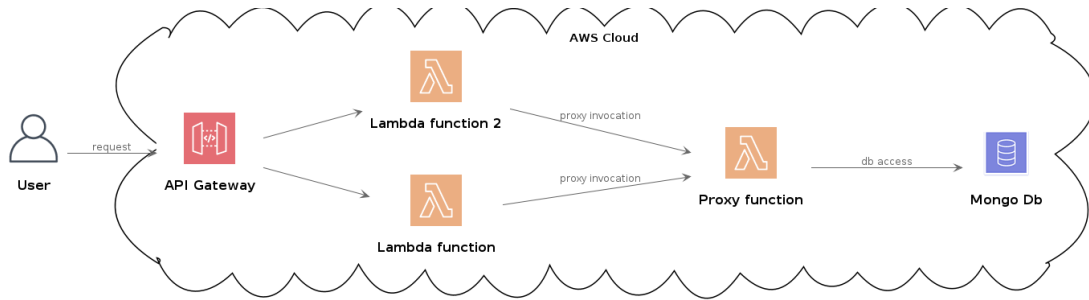 AWS Cloud
Lambda function 2
proxy invocation
request
User
API Gateway
proxy invocation
Lambda function
Proxy function
db access
Mongo Db